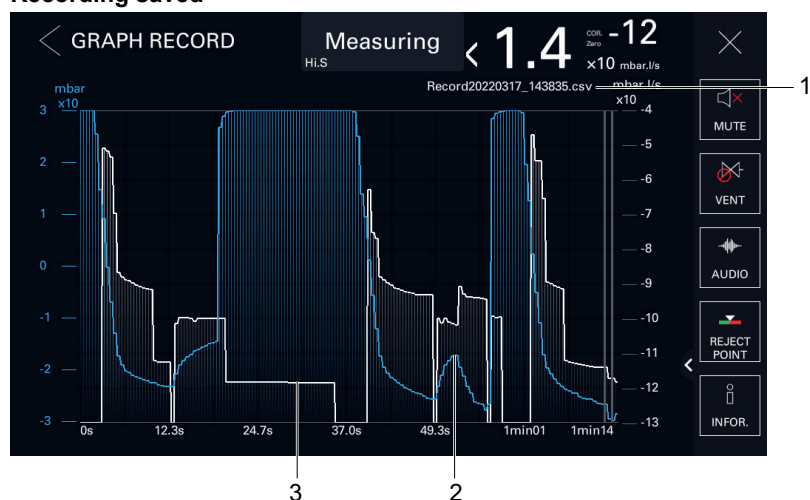 Recording saved
GRAPH RECORD
Measuring
Hi.S
< 1.4
COR.
Zero
-12
x10 mbar.l/s
Record20220317_143835.csv
1
mbar
x10
mbar.l/s
x10
3
2
1
0
-1
-2
-3
-4
-5
-6
-7
-8
-9
-10
-11
-12
-13
0s 12.3s 24.7s 37.0s 49.3s 1min01 1min14
MUTE
VENT
AUDIO
REJECT
POINT
INFOR.
3 2